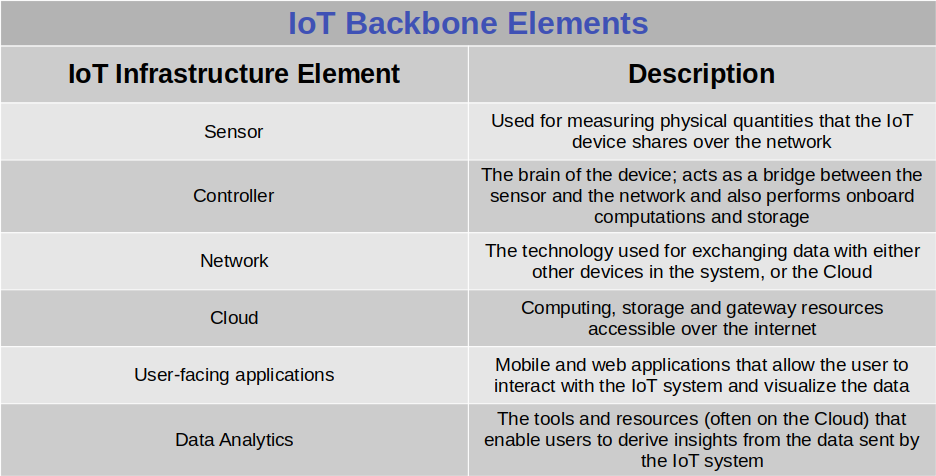 IoT Backbone Elements
IoT Infrastructure Element
Description
Sensor
Used for measuring physical quantities that the IoT
device shares over the network
Controller
The brain of the device; acts as a bridge between the
sensor and the network and also performs onboard
computations and storage
Network
The technology used for exchanging data with either
other devices in the system, or the Cloud
Cloud
Computing, storage and gateway resources
accessible over the internet
User-facing applications
Mobile and web applications that allow the user to
interact with the IoT system and visualize the data
Data Analytics
The tools and resources (often on the Cloud) that
enable users to derive insights from the data sent by
the IoT system